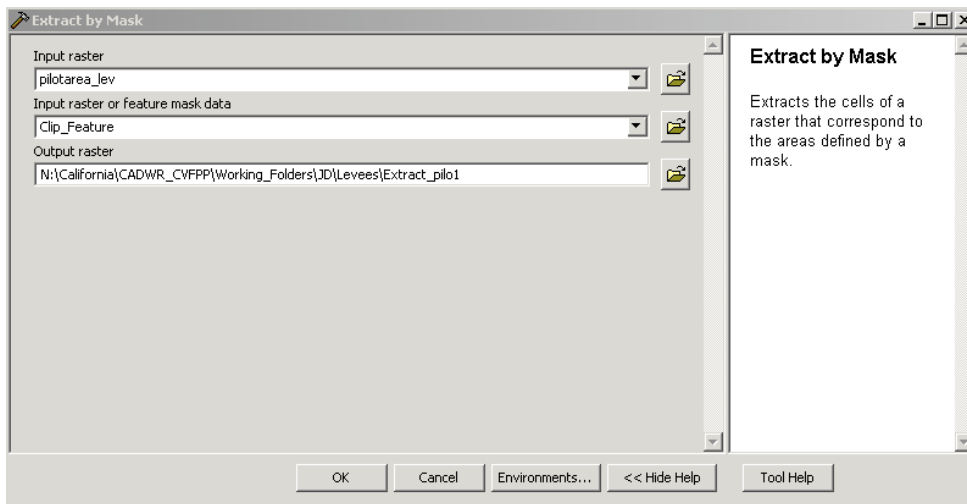 Extract by Mask
Input raster
pilotarea_lev
Input raster or feature mask data
Clip_Feature
Output raster
N:\California\CADWR_CVFPP\Working_Folders\JD\Levees\Extract_pilo1
Extract by Mask
Extracts the cells of a
raster that correspond to
the areas defined by a
mask.
OK
Cancel
Environments...
<< Hide Help
Tool Help